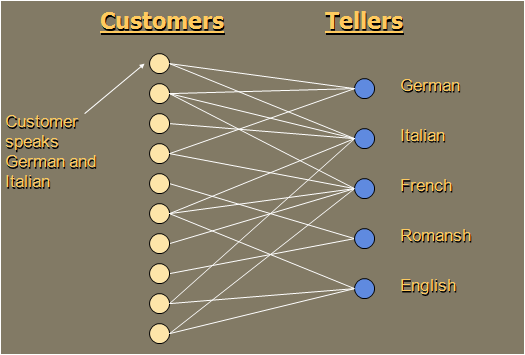 Customers
Tellers
Customer
speaks
German and
Italian
German
Italian
French
Romansh
English